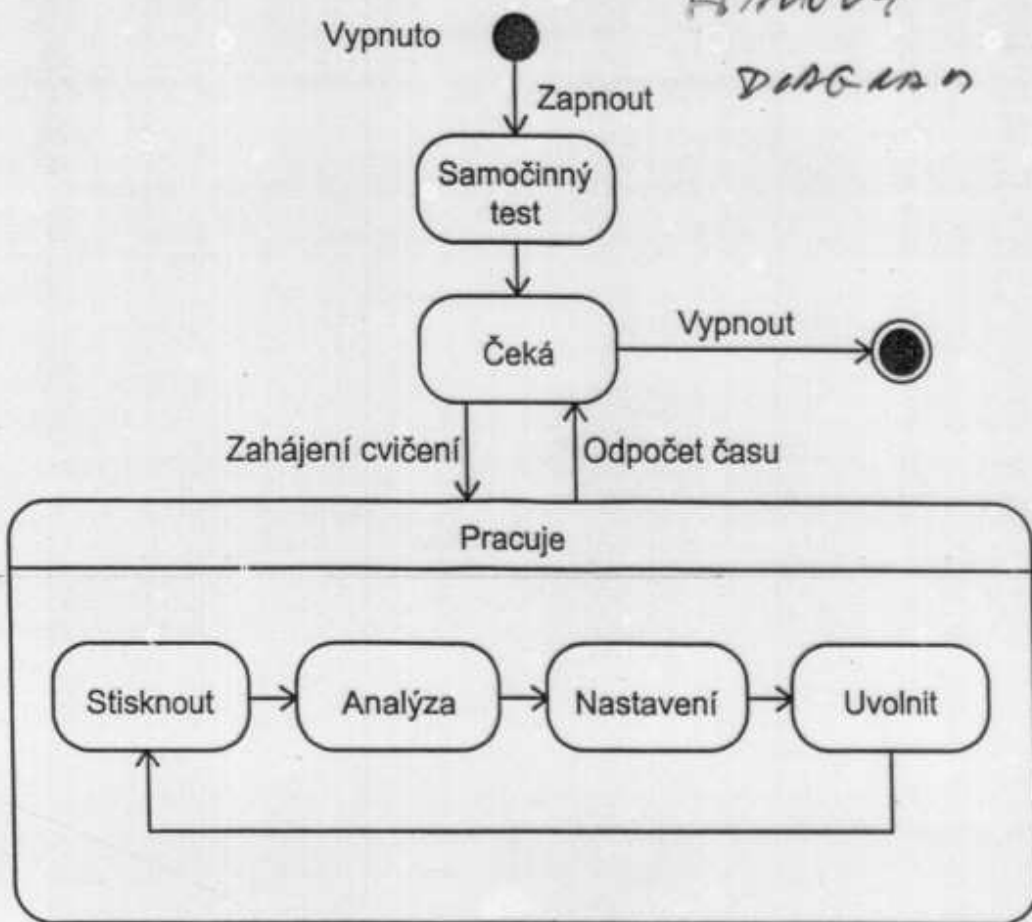 Vypnuto
Zapnout
Samočinný
test
Čeká
Vypnout
Zahájení cvičení
Odpočet času
Pracuje
Stisknout
Analýza
Nastavení
Uvolnit